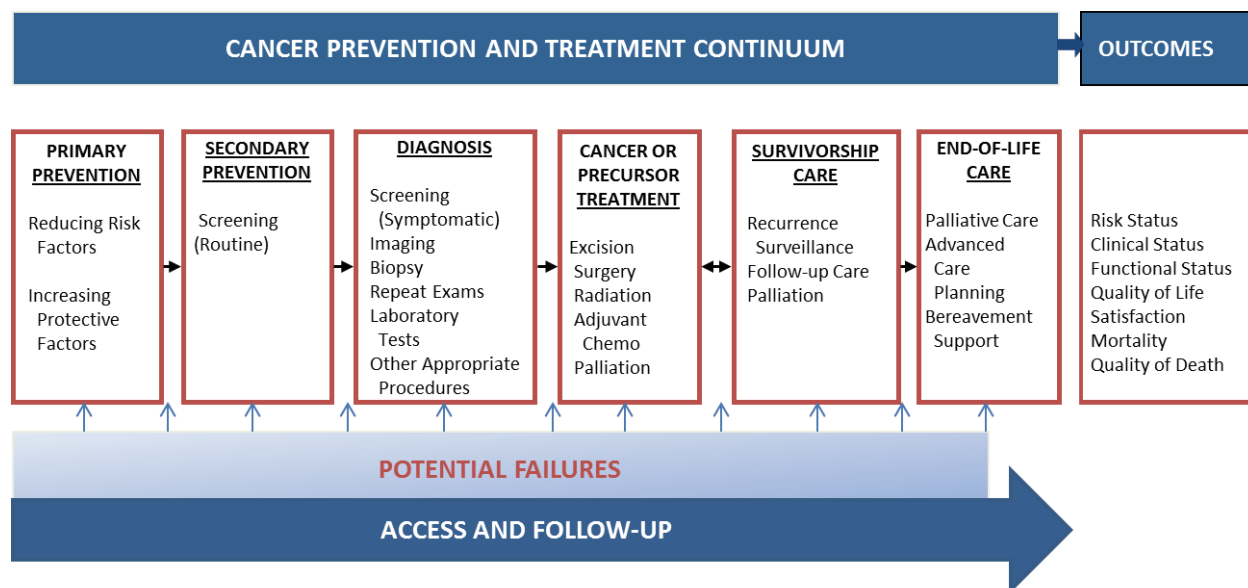 CANCER PREVENTION AND TREATMENT CONTINUUM
OUTCOMES
PRIMARY
PREVENTION
Reducing Risk
Factors
Increasing
Protective
Factors
SECONDARY
PREVENTION
Screening
(Routine)
DIAGNOSIS
Screening
(Symptomatic)
Imaging
Biopsy
Repeat Exams
Laboratory
Tests
Other Appropriate
Procedures
CANCER OR
PRECURSOR
TREATMENT
Excision
Surgery
Radiation
Adjuvant
Chemo
Palliation
SURVIVORSHIP
CARE
Recurrence
Surveillance
Follow-up Care
Palliation
END-OF-LIFE
CARE
Palliative Care
Advanced
Care
Planning
Bereavement
Support
Risk Status
Clinical Status
Functional Status
Quality of Life
Satisfaction
Mortality
Quality of Death
POTENTIAL FAILURES
ACCESS AND FOLLOW-UP